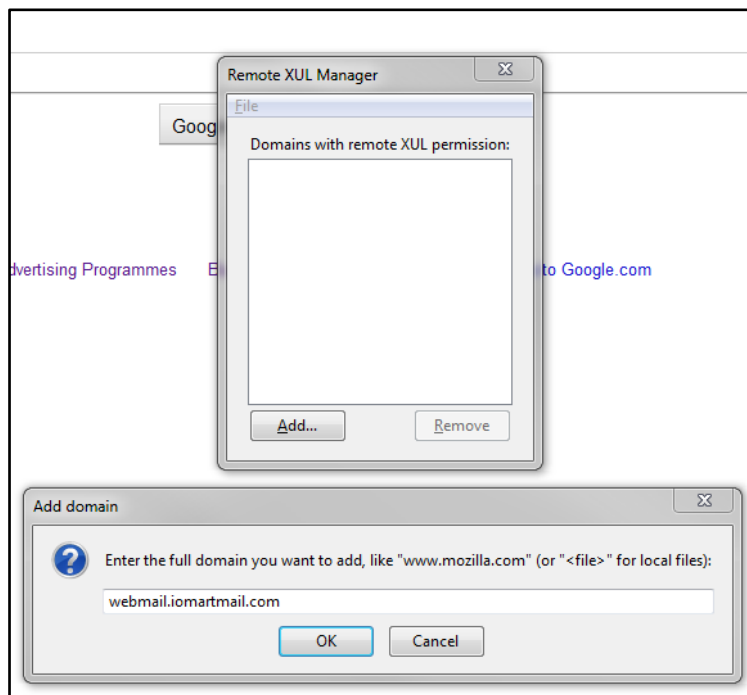 Remote XUL Manager
File
Goog
Domains with remote XUL permission:
dvertising Programmes
to Google.com
Add...
Remove
Add domain
Enter the full domain you want to add, like "www.mozilla.com" (or "<file>" for local files):
webmail.iomartmail.com
OK
Cancel